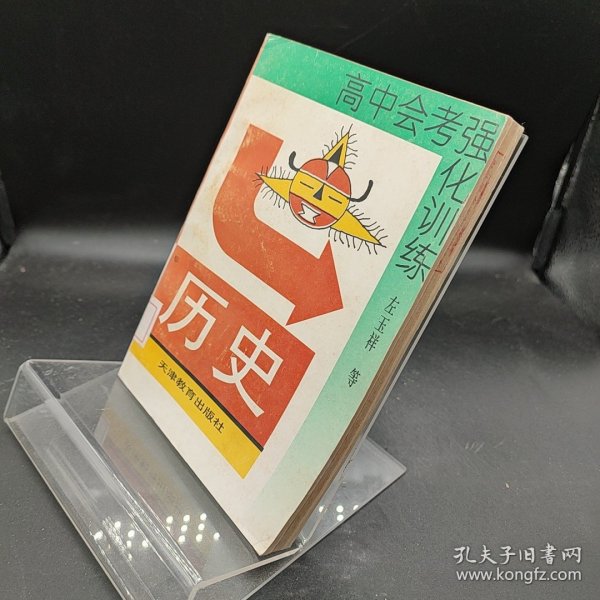 高中会考强化训练
左玉祥 等
历史
天津教育出版社
孔夫子旧书网
www.kongfz.com